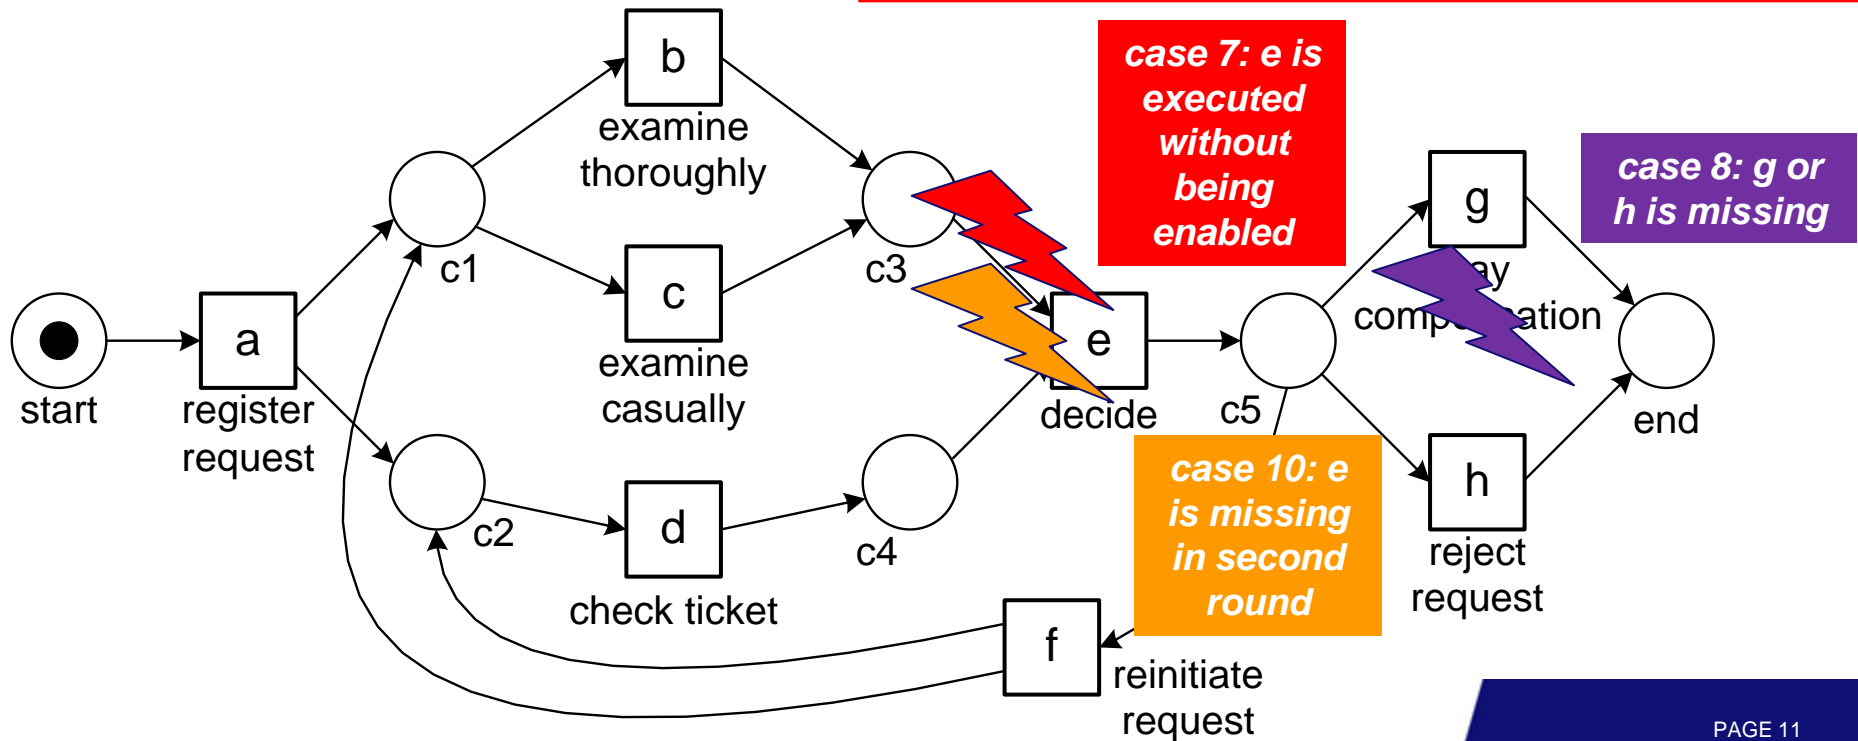 b
examine
thoroughly
case 7: e is
executed
without
being
enabled
g
case 8: g or
h is missing
c1
c
c3
examine
casually
start
a
register
request
e
decide
c5
end
c2
d
check ticket
c4
case 10: e
is missing
in second
round
h
reject
request
f
reinitiate
request
PAGE 11